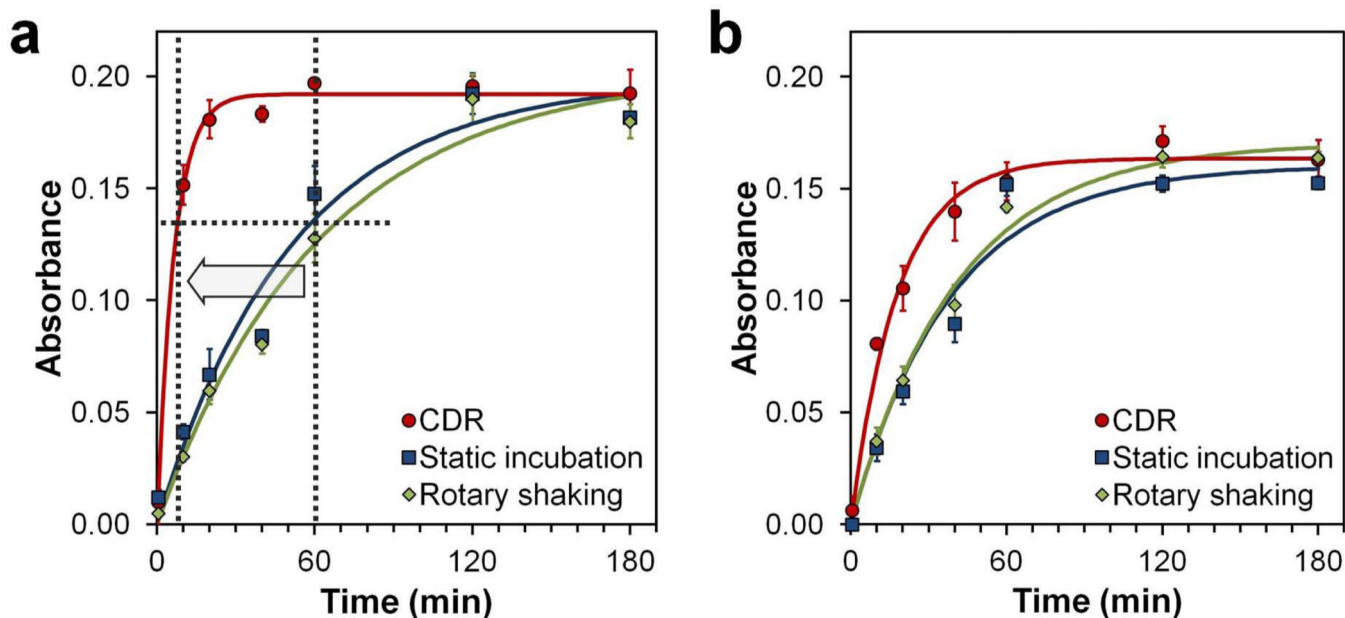 a
Absorbance
0.20
0.15
0.10
0.05
0.00
CDR
Static incubation
Rotary shaking
0 60 120 180
Time (min)
b
Absorbance
0.20
0.15
0.10
0.05
0.00
CDR
Static incubation
Rotary shaking
0 60 120 180
Time (min)